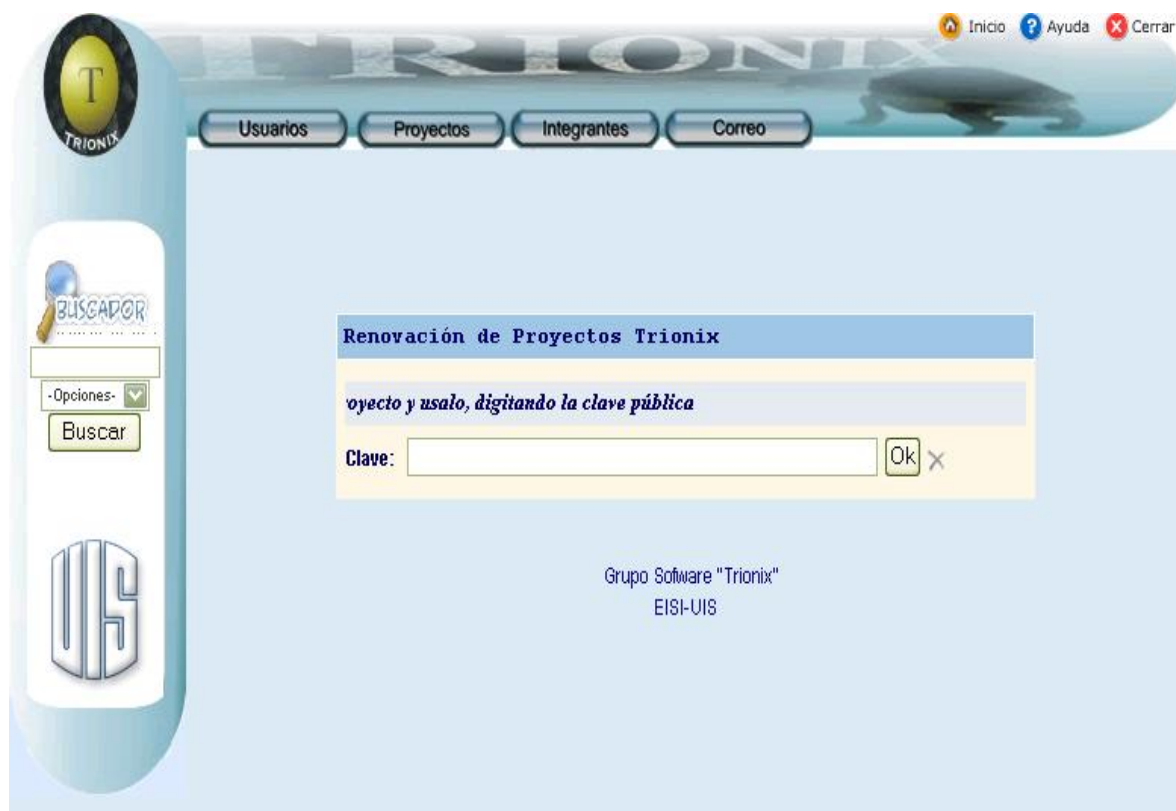 TRIONIX
Inicio Ayuda Cerrar
T
TRIONIX
Usuarios Proyectos Integrantes Correo
BUSCADOR
-Opciones-
Buscar
Renovación de Proyectos Trionix
oyecto y usalo, digitando la clave pública
Clave: Ok
UIS
Grupo Sofware "Trionix"
EISI-UIS